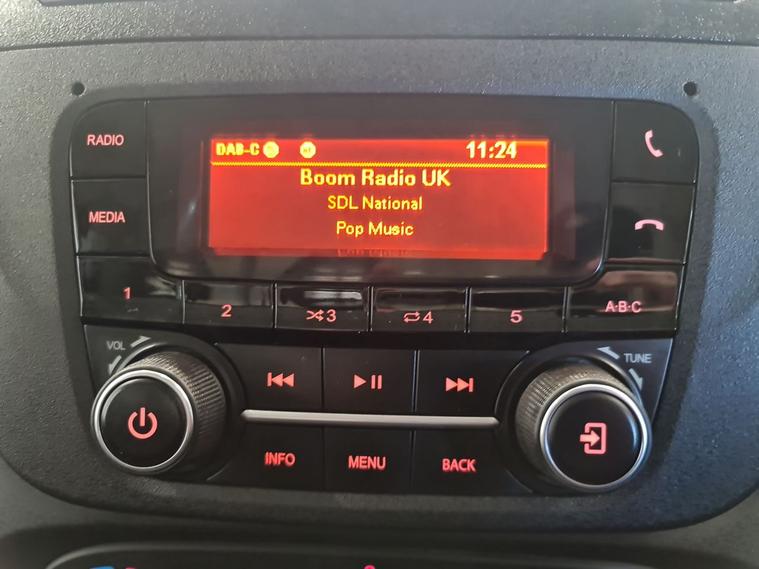 RADIO
DAB-C
11:24
Boom Radio UK
MEDIA
SDL National
Pop Music
1
2
3
4
5
A·B·C
VOL
TUNE
INFO
MENU
BACK